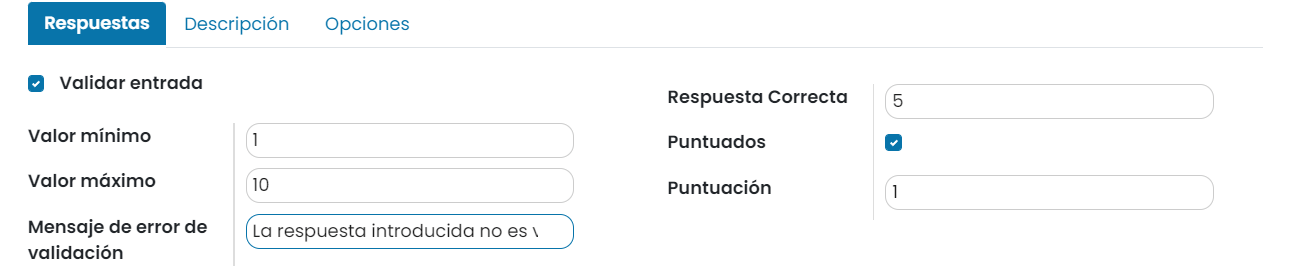 Respuestas Descripción Opciones
Validar entrada
Valor mínimo 1
Valor máximo 10
Mensaje de error de
validación
La respuesta introducida no es
Respuesta Correcta 5
Puntuados
Puntuación 1